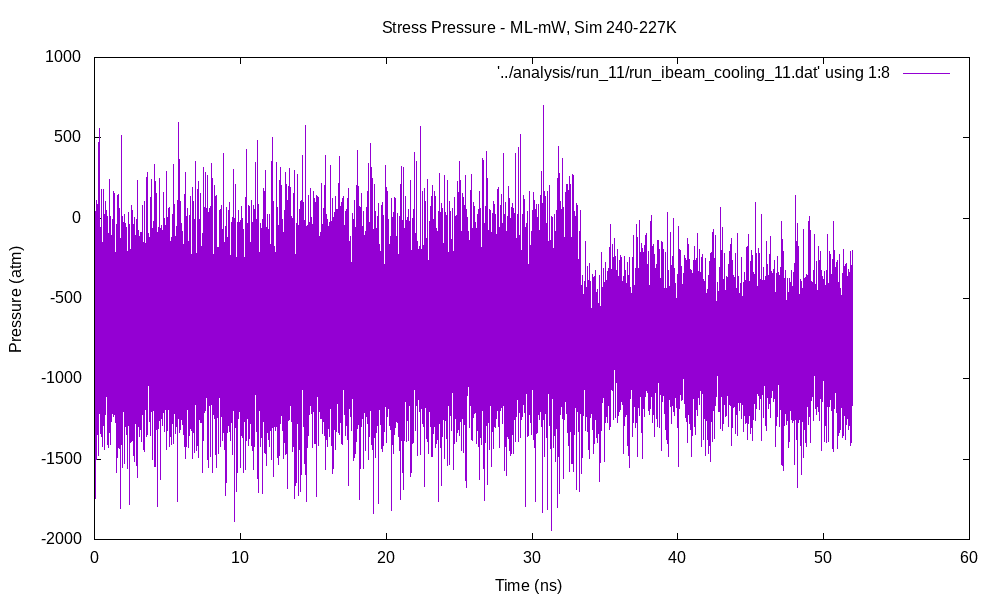 Stress Pressure - ML-mW, Sim 240-227K
'../analysis/run_11/run_ibeam_cooling_11.dat' using 1:8
1000
500
0
-500
-1000
-1500
-2000
Pressure (atm)
0 10 20 30 40 50 60
Time (ns)